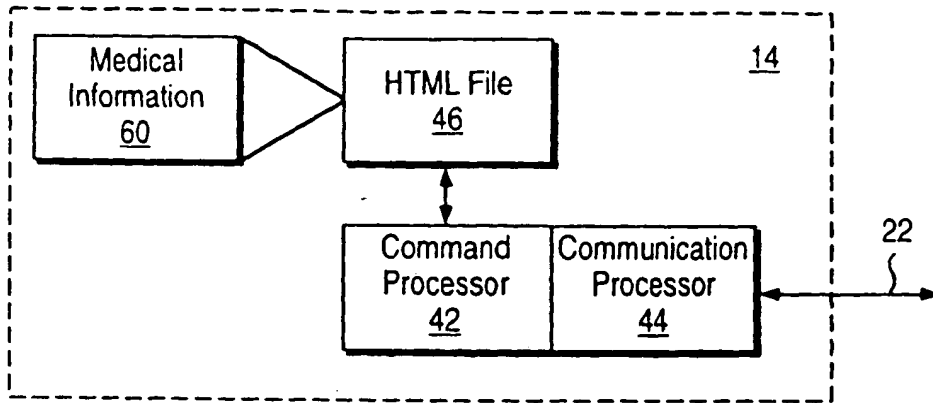 Medical
Information
60
HTML File
46
14
Command
Processor
42
Communication
Processor
44
22